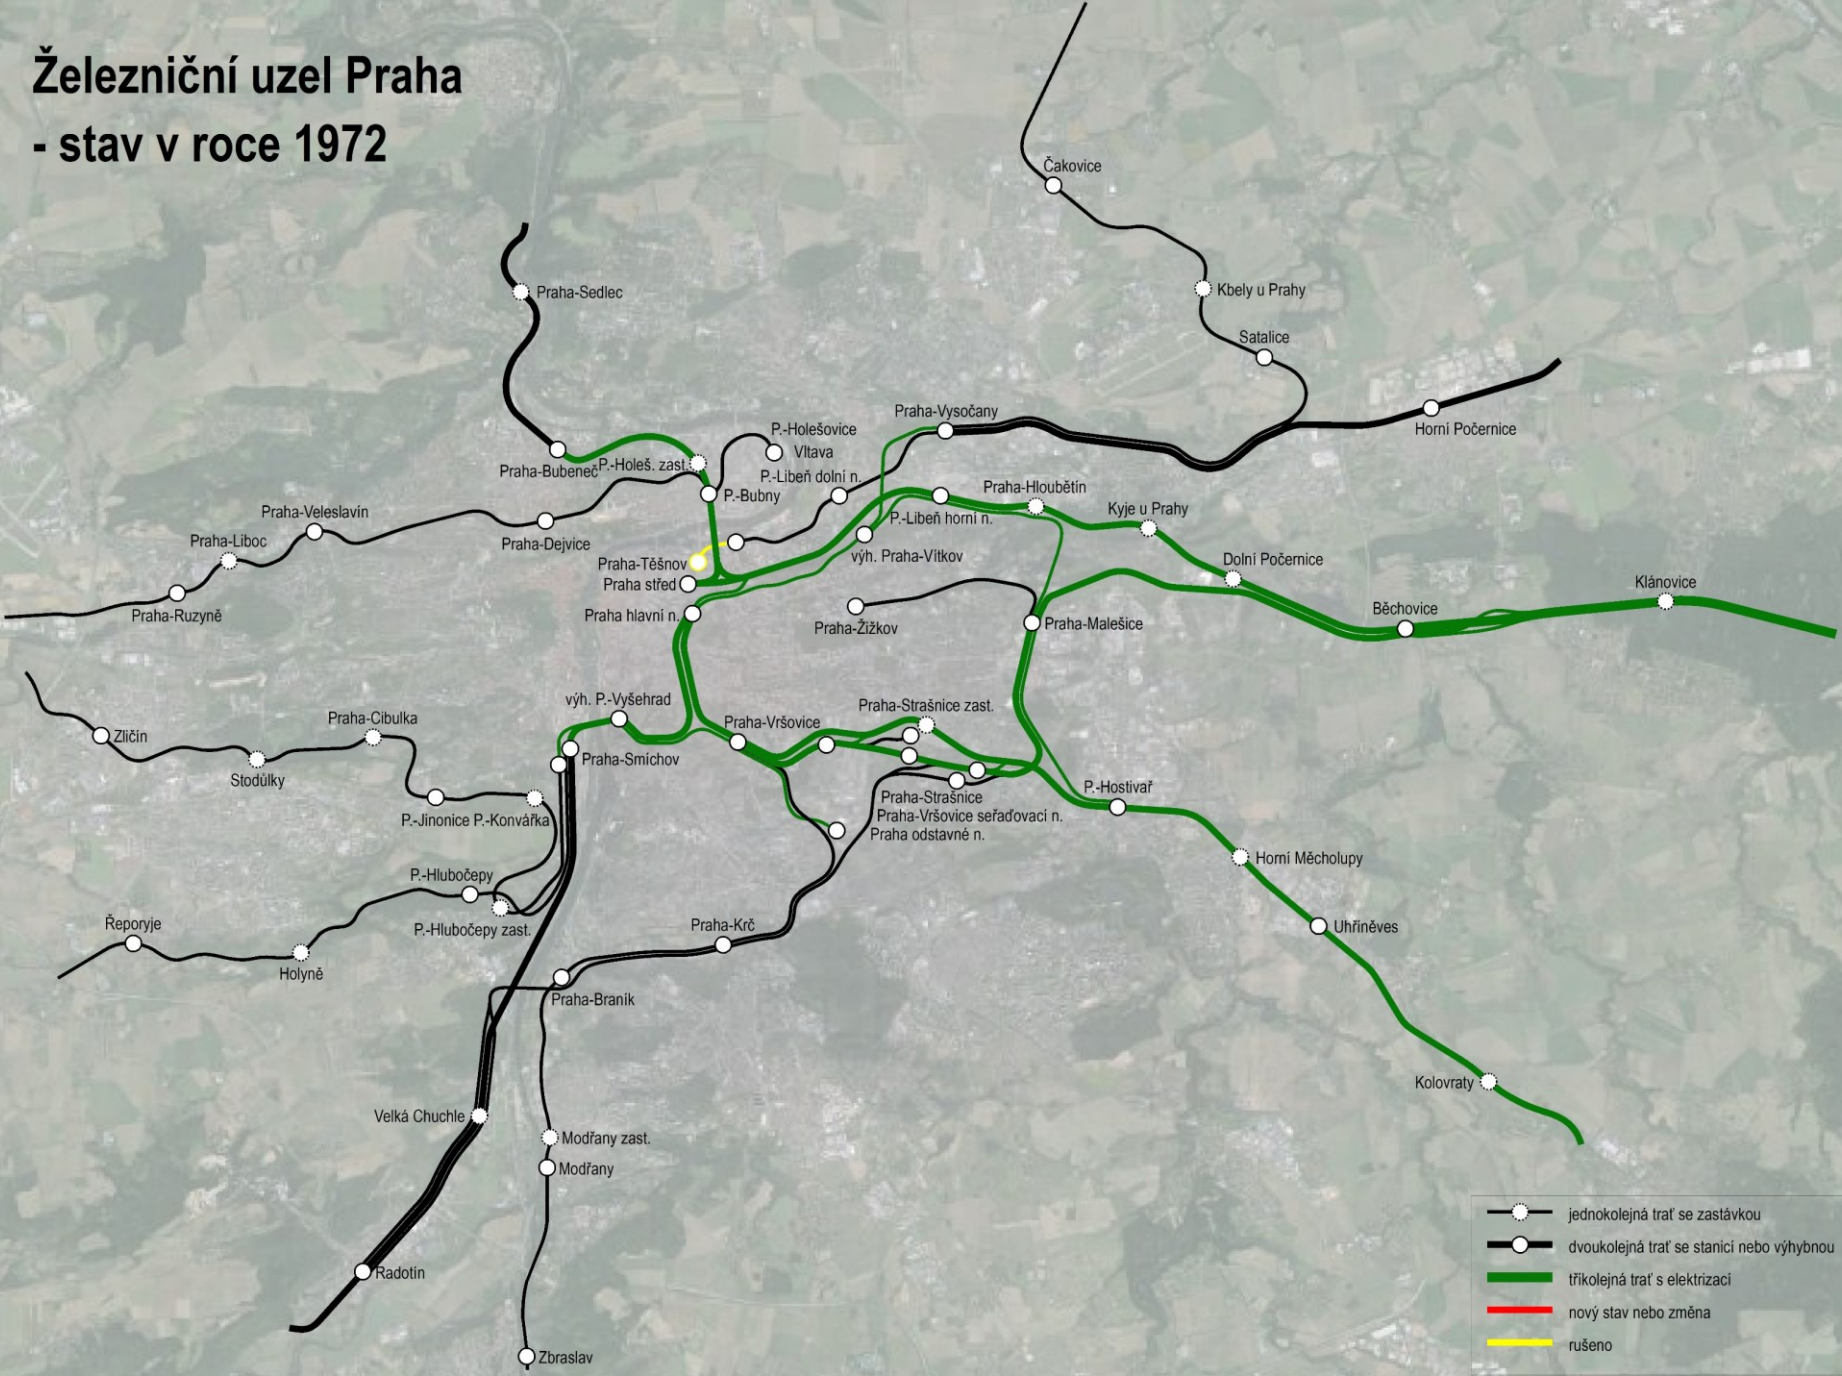 Železniční uzel Praha
- stav v roce 1972
Čakovice
Praha-Sedlec
Kbely u Prahy
Satalice
Praha-Vysočany
Horní Počernice
P.-Holešovice
Vltava
Praha-Bubeneč
P.-Holeš. zast.
P.-Libeň dolní n.
P.-Bubny
Praha-Hloubětín
Praha-Veleslavín
P.-Libeň horní n.
Kyje u Prahy
Praha-Liboc
Praha-Dejvice
výh. Praha-Vítkov
Praha-Těšnov
Dolní Počernice
Praha střed
Klánovice
Praha-Ruzyně
Praha hlavní n.
Praha-Žižkov
Praha-Malešice
Běchovice
výh. P.-Vyšehrad
Praha-Strašnice zast.
Praha-Cibulka
Praha-Vršovice
Zličín
Praha-Smíchov
Stodůlky
P.-Hostivař
Praha-Strašnice
Praha-Vršovice seřaďovací n.
Praha odstavné n.
P.-Jinonice
P.-Konvářka
Horní Měcholupy
P.-Hlubočepy
Řeporyje
P.-Hlubočepy zast.
Praha-Krč
Uhříněves
Holyně
Praha-Braník
Kolovraty
Velká Chuchle
Modřany zast.
Modřany
Radotín
Zbraslav
jednokolejná trať se zastávkou
dvoukolejná trať se stanicí nebo výhybnou
tříkolejná trať s elektrizací
nový stav nebo změna
rušeno